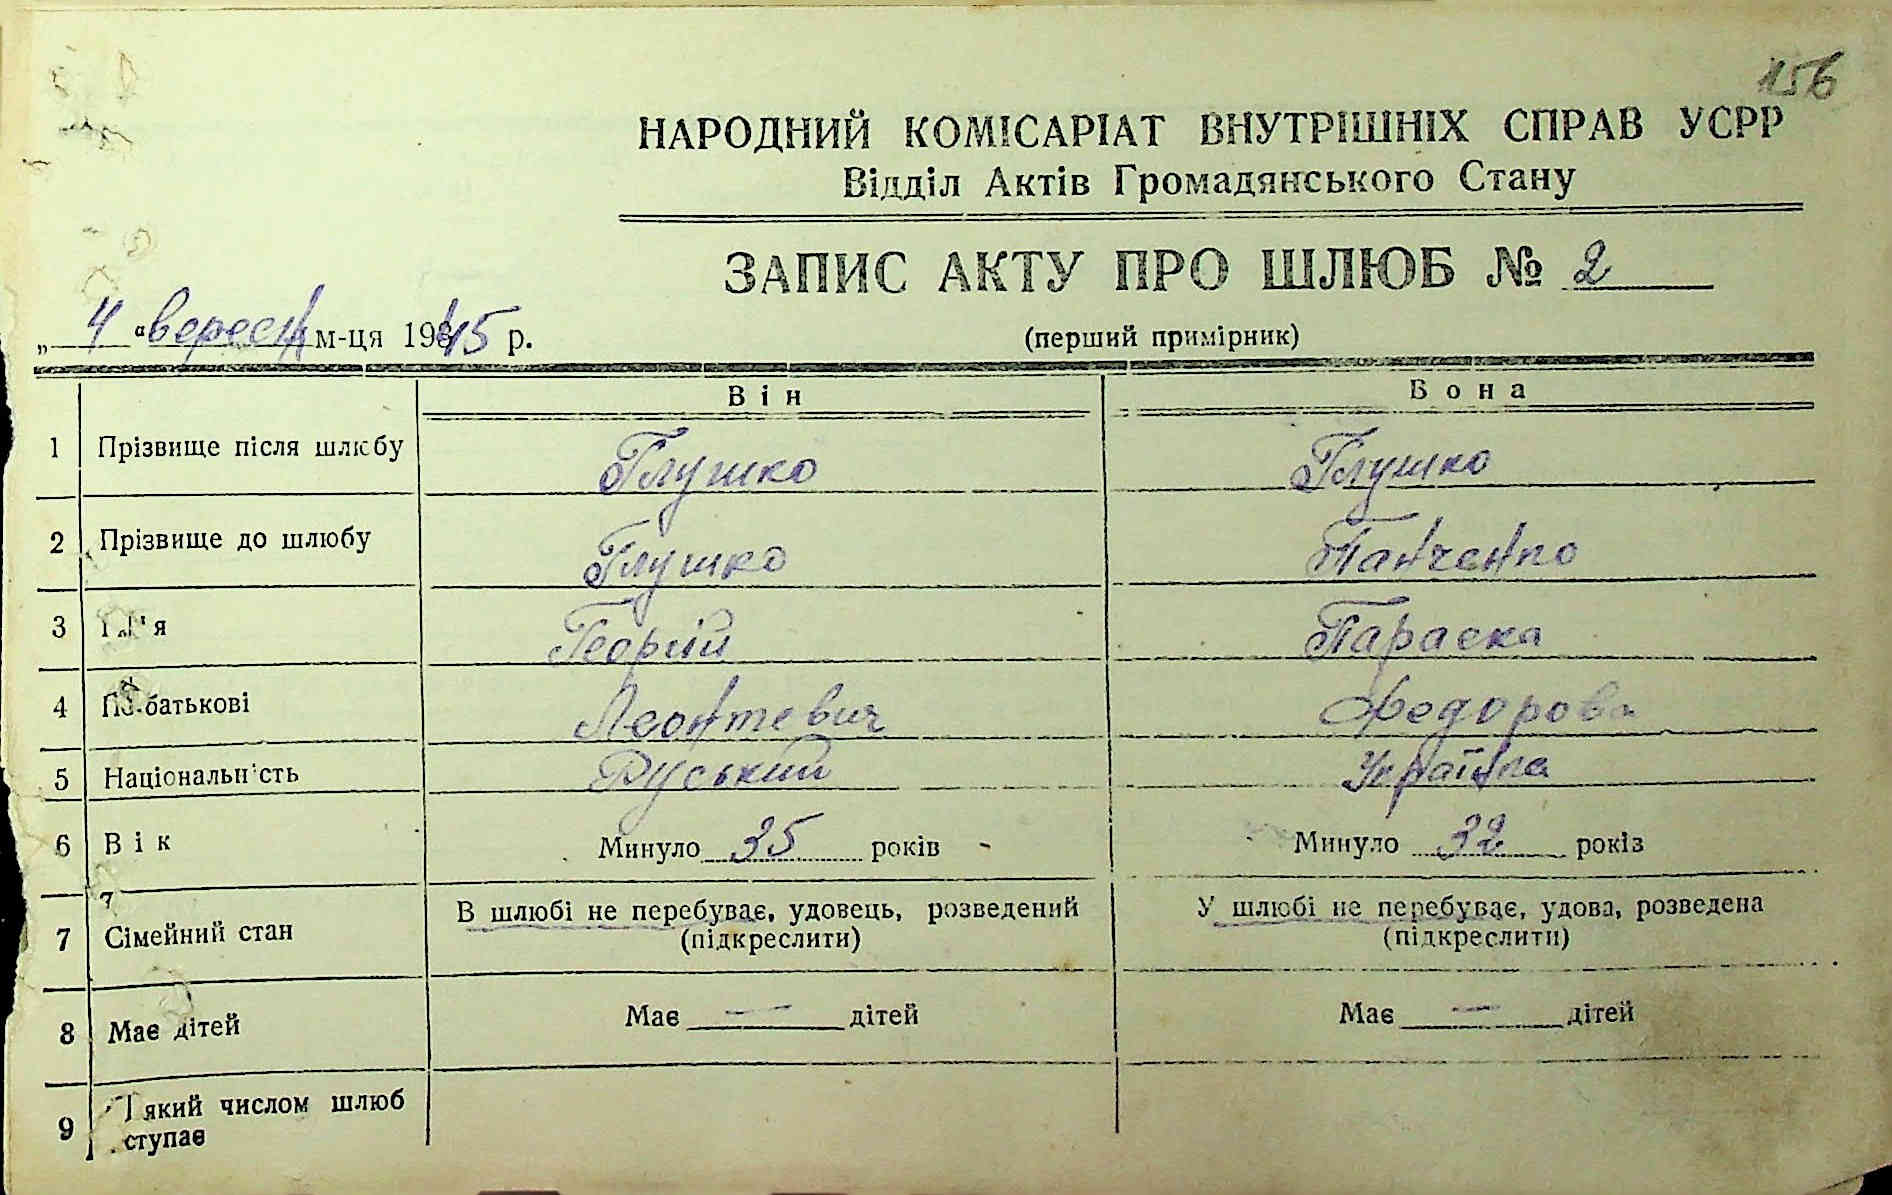 156
НАРОДНИЙ КОМІСАРІАТ ВНУТРІШНІХ СПРАВ УСРР
Відділ Актів Громадянського Стану
ЗАПИС АКТУ ПРО ШЛЮБ № 2
„ 4 “ вересня м-ця 1945 р.
(перший примірник)
Він Вона
1 Прізвище після шлюбу Глушко Глушко
2 Прізвище до шлюбу Глушко Панченко
3 Ім'я Георгій Параска
4 По-батькові Леонтевич Федорова
5 Національність Руський Українка
6 Вік Минуло 35 років Минуло 32 років
7 Сімейний стан В шлюбі не перебуває, удовець, розведений У шлюбі не перебуває, удова, розведена
(підкреслити) (підкреслити)
8 Має дітей Має — дітей Має — дітей
9 який числом шлюб
ступає